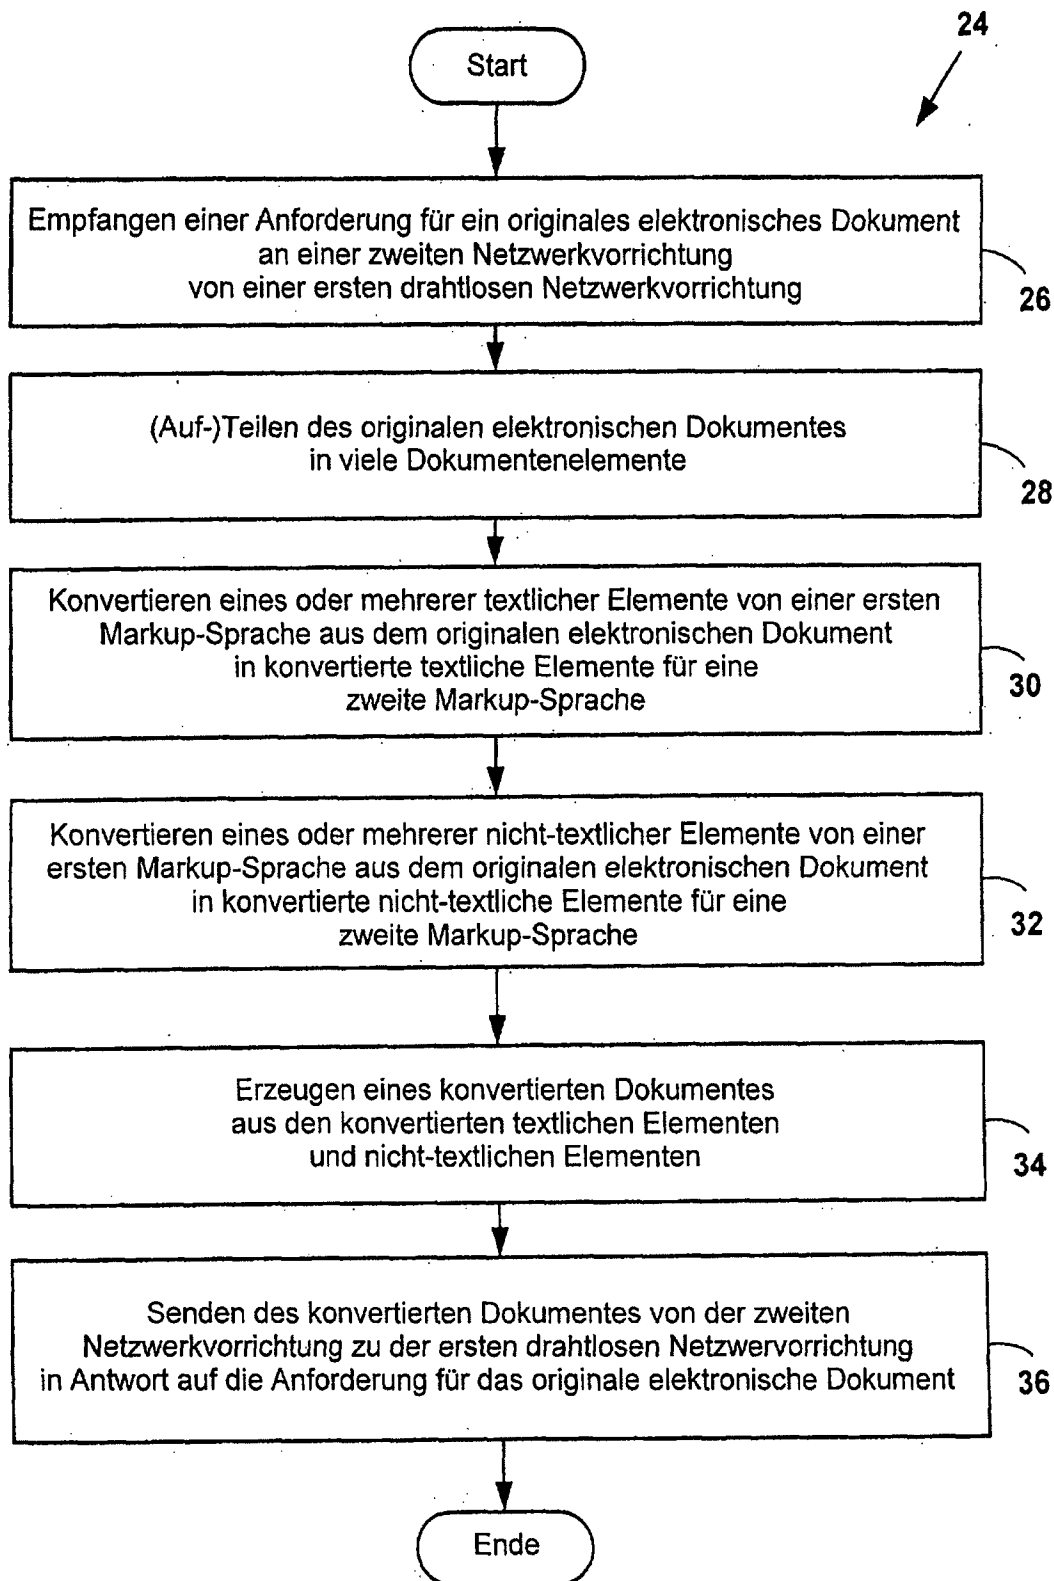 24
Start
Empfangen einer Anforderung für ein originales elektronisches Dokument
an einer zweiten Netzwerkvorrichtung
von einer ersten drahtlosen Netzwerkvorrichtung
26
(Auf-)Teilen des originalen elektronischen Dokumentes
in viele Dokumentenelemente
28
Konvertieren eines oder mehrerer textlicher Elemente von einer ersten
Markup-Sprache aus dem originalen elektronischen Dokument
in konvertierte textliche Elemente für eine
zweite Markup-Sprache
30
Konvertieren eines oder mehrerer nicht-textlicher Elemente von einer
ersten Markup-Sprache aus dem originalen elektronischen Dokument
in konvertierte nicht-textliche Elemente für eine
zweite Markup-Sprache
32
Erzeugen eines konvertierten Dokumentes
aus den konvertierten textlichen Elementen
und nicht-textlichen Elementen
34
Senden des konvertierten Dokumentes von der zweiten
Netzwerkvorrichtung zu der ersten drahtlosen Netzwervorrichtung
in Antwort auf die Anforderung für das originale elektronische Dokument
36
Ende